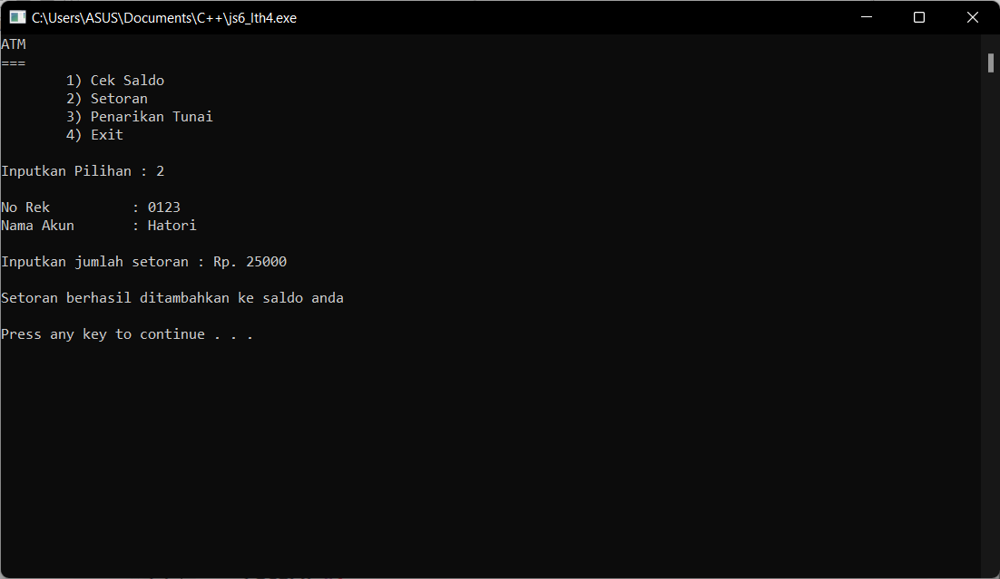 C:\Users\ASUS\Documents\C++\js6_lth4.exe
ATM
===
1) Cek Saldo
2) Setoran
3) Penarikan Tunai
4) Exit
Inputkan Pilihan : 2
No Rek : 0123
Nama Akun : Hatori
Inputkan jumlah setoran : Rp. 25000
Setoran berhasil ditambahkan ke saldo anda
Press any key to continue . . .